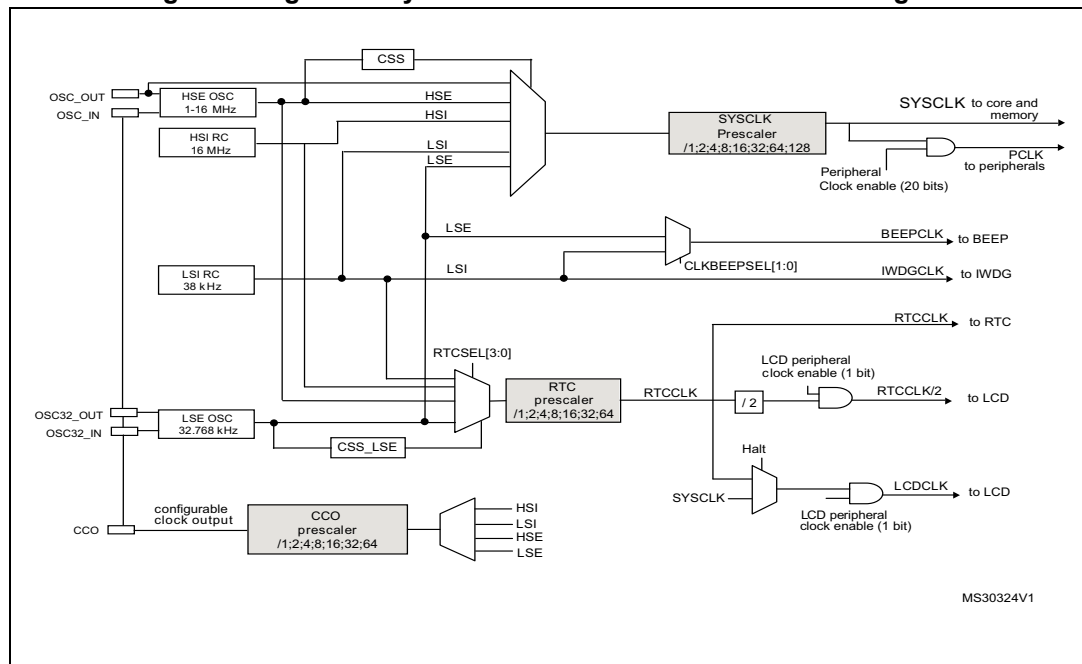 CSS
OSC_OUT
OSC_IN
HSE OSC
1-16 MHz
HSE
HSI RC
16 MHz
HSI
LSI
LSE
SYSCLK
Prescaler
/1;2;4;8;16;32;64;128
SYSCLK to core and
memory
PCLK
to peripherals
Peripheral
Clock enable (20 bits)
LSE
BEEPCLK to BEEP
CLKBEEPSEL[1:0]
LSI RC
38 kHz
LSI
IWDGCLK to IWDG
RTCCLK to RTC
RTCSEL[3:0]
LCD peripheral
clock enable (1 bit)
RTC
prescaler
/1;2;4;8;16;32;64
RTCCLK
/ 2
RTCCLK/2
to LCD
OSC32_OUT
OSC32_IN
LSE OSC
32.768 kHz
CSS_LSE
Halt
SYSCLK
LCDCLK to LCD
LCD peripheral
clock enable (1 bit)
CCO
configurable
clock output
CCO
prescaler
/1;2;4;8;16;32;64
HSI
LSI
HSE
LSE
MS30324V1